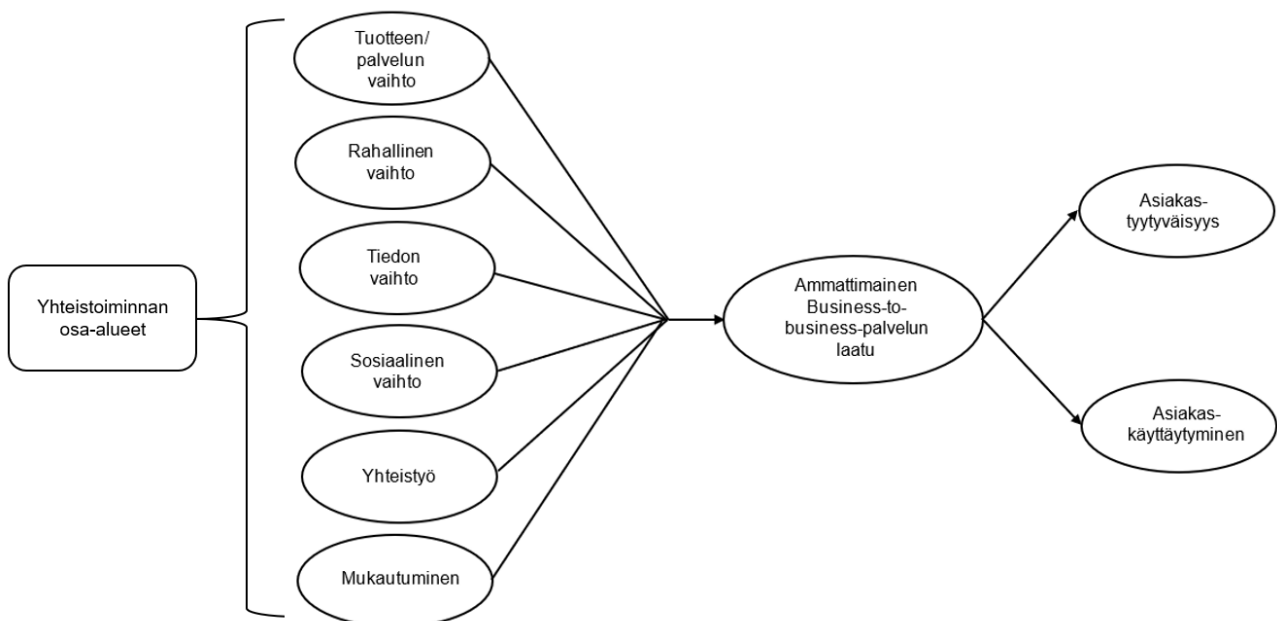 Yhteistoiminnan
osa-alueet
Tuotteen/
palvelun
vaihto
Rahallinen
vaihto
Tiedon
vaihto
Sosiaalinen
vaihto
Yhteistyö
Mukautuminen
Ammattimainen
Business-to-
business-palvelun
laatu
Asiakas-
tyytyväisyys
Asiakas-
käyttäytyminen